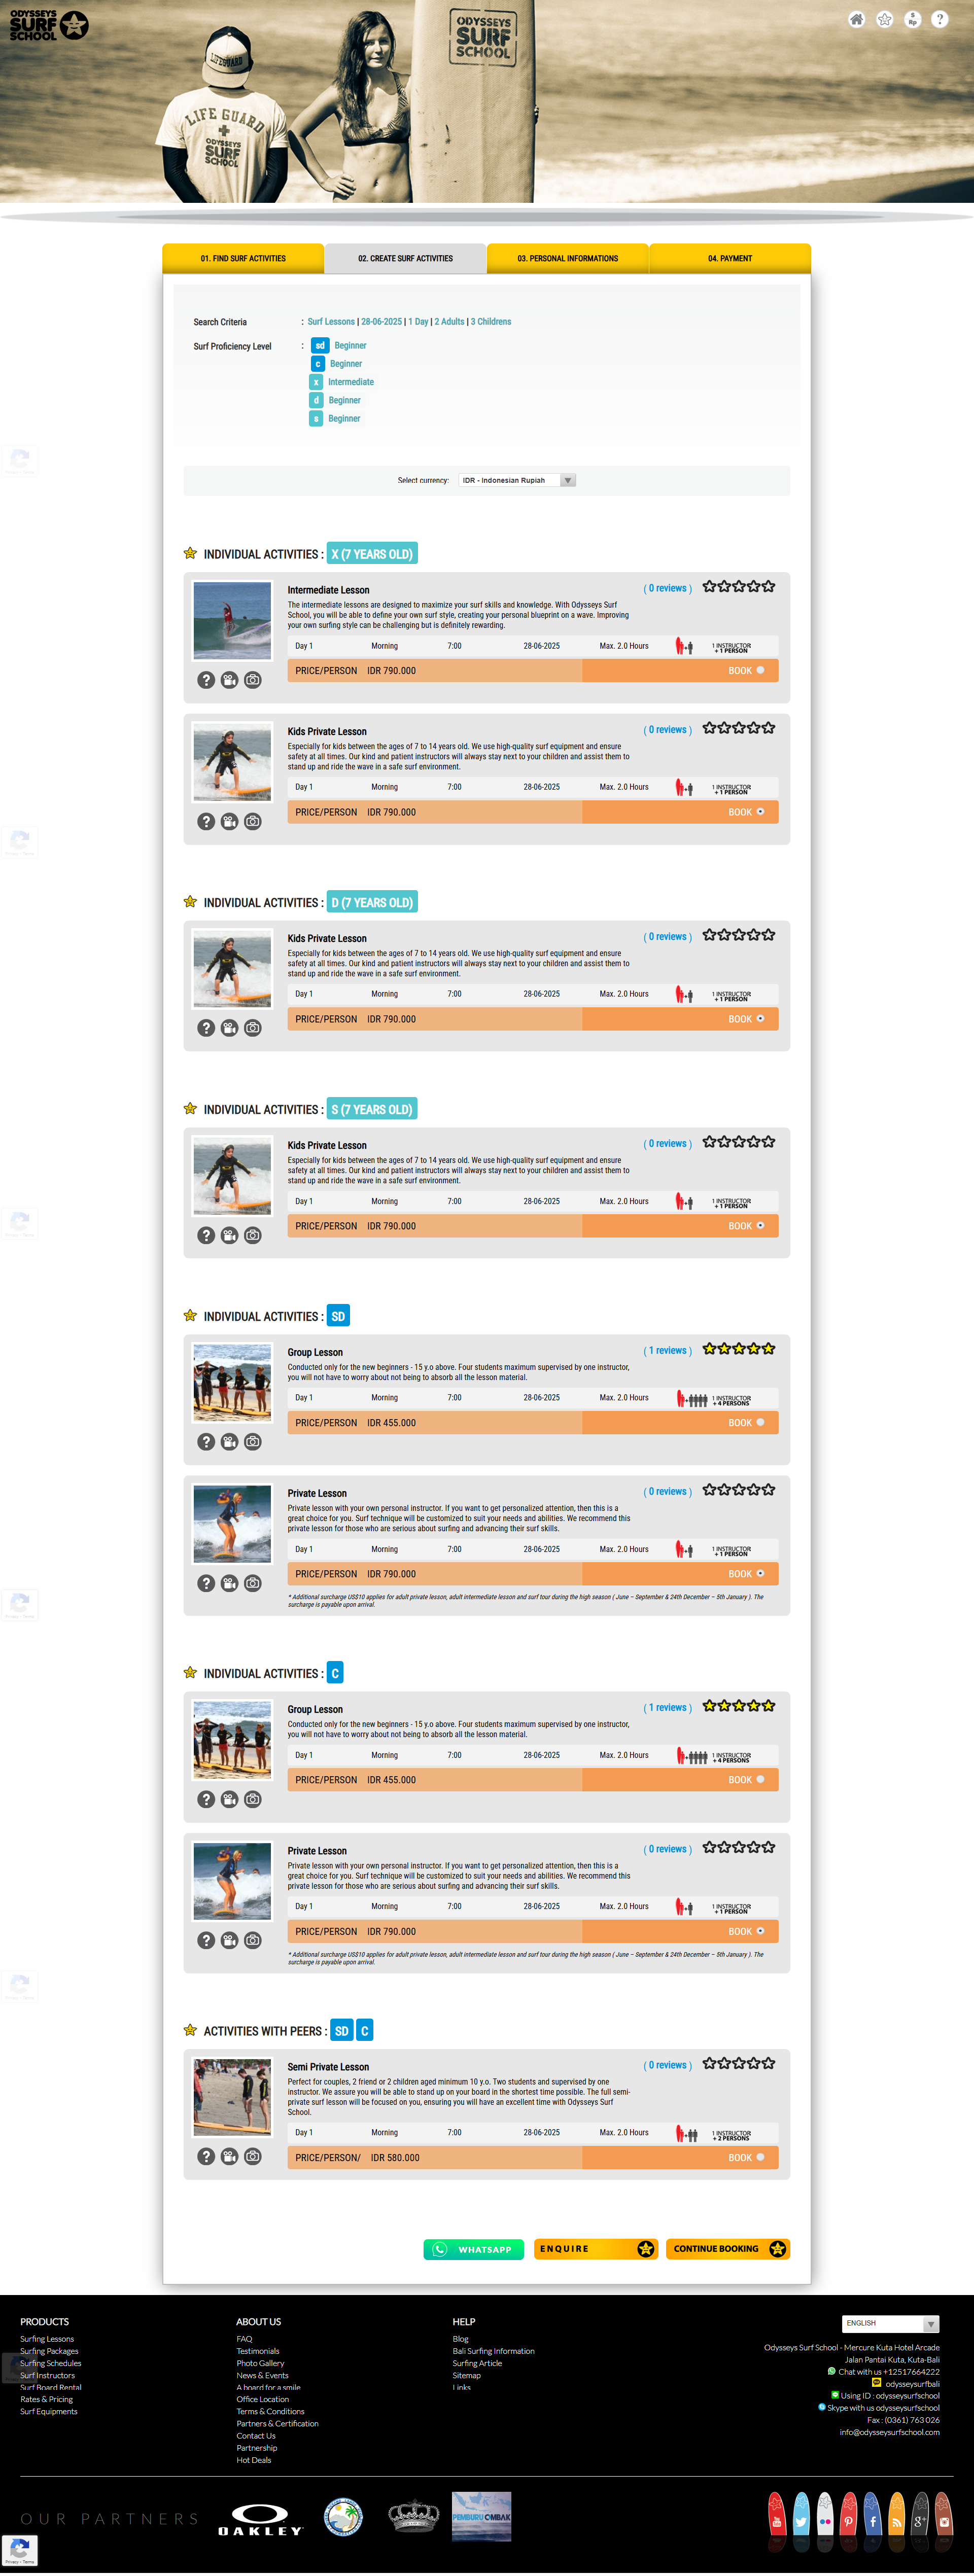 ODYSSEYS
SURF
SCHOOL
$
Rp
?
ODYSSEYS
SURF
SCHOOL
LIFEGUARD
LIFE GUARD
ODYSSEYS
SURF
SCHOOL
01. FIND SURF ACTIVITIES
02. CREATE SURF ACTIVITIES
03. PERSONAL INFORMATIONS
04. PAYMENT
Search Criteria : Surf Lessons | 28-06-2025 | 1 Day | 2 Adults | 3 Childrens
Surf Proficiency Level : sd Beginner
c Beginner
x Intermediate
d Beginner
s Beginner
Select currency: IDR - Indonesian Rupiah
INDIVIDUAL ACTIVITIES : X (7 YEARS OLD)
Intermediate Lesson ( 0 reviews )
The intermediate lessons are designed to maximize your surf skills and knowledge. With Odysseys Surf
School, you will be able to define your own surf style, creating your personal blueprint on a wave. Improving
your own surfing style can be challenging but is definitely rewarding.
Day 1 Morning 7:00 28-06-2025 Max. 2.0 Hours 1 INSTRUCTOR
+ 1 PERSON
PRICE/PERSON IDR 790.000 BOOK
Kids Private Lesson ( 0 reviews )
Especially for kids between the ages of 7 to 14 years old. We use high-quality surf equipment and ensure
safety at all times. Our kind and patient instructors will always stay next to your children and assist them to
stand up and ride the wave in a safe surf environment.
Day 1 Morning 7:00 28-06-2025 Max. 2.0 Hours 1 INSTRUCTOR
+ 1 PERSON
PRICE/PERSON IDR 790.000 BOOK
INDIVIDUAL ACTIVITIES : D (7 YEARS OLD)
Kids Private Lesson ( 0 reviews )
Especially for kids between the ages of 7 to 14 years old. We use high-quality surf equipment and ensure
safety at all times. Our kind and patient instructors will always stay next to your children and assist them to
stand up and ride the wave in a safe surf environment.
Day 1 Morning 7:00 28-06-2025 Max. 2.0 Hours 1 INSTRUCTOR
+ 1 PERSON
PRICE/PERSON IDR 790.000 BOOK
INDIVIDUAL ACTIVITIES : S (7 YEARS OLD)
Kids Private Lesson ( 0 reviews )
Especially for kids between the ages of 7 to 14 years old. We use high-quality surf equipment and ensure
safety at all times. Our kind and patient instructors will always stay next to your children and assist them to
stand up and ride the wave in a safe surf environment.
Day 1 Morning 7:00 28-06-2025 Max. 2.0 Hours 1 INSTRUCTOR
+ 1 PERSON
PRICE/PERSON IDR 790.000 BOOK
INDIVIDUAL ACTIVITIES : SD
Group Lesson ( 1 reviews )
Conducted only for the new beginners - 15 y.o above. Four students maximum supervised by one instructor,
you will not have to worry about not being to absorb all the lesson material.
Day 1 Morning 7:00 28-06-2025 Max. 2.0 Hours 1 INSTRUCTOR
+ 4 PERSONS
PRICE/PERSON IDR 455.000 BOOK
Private Lesson ( 0 reviews )
Private lesson with your own personal instructor. If you want to get personalized attention, then this is a
great choice for you. Surf technique will be customized to suit your needs and abilities. We recommend this
private lesson for those who are serious about surfing and advancing their surf skills.
Day 1 Morning 7:00 28-06-2025 Max. 2.0 Hours 1 INSTRUCTOR
+ 1 PERSON
PRICE/PERSON IDR 790.000 BOOK
* Additional surcharge US$10 applies for adult private lesson, adult intermediate lesson and surf tour during the high season ( June – September & 24th December – 5th January ). The
surcharge is payable upon arrival.
INDIVIDUAL ACTIVITIES : C
Group Lesson ( 1 reviews )
Conducted only for the new beginners - 15 y.o above. Four students maximum supervised by one instructor,
you will not have to worry about not being to absorb all the lesson material.
Day 1 Morning 7:00 28-06-2025 Max. 2.0 Hours 1 INSTRUCTOR
+ 4 PERSONS
PRICE/PERSON IDR 455.000 BOOK
Private Lesson ( 0 reviews )
Private lesson with your own personal instructor. If you want to get personalized attention, then this is a
great choice for you. Surf technique will be customized to suit your needs and abilities. We recommend this
private lesson for those who are serious about surfing and advancing their surf skills.
Day 1 Morning 7:00 28-06-2025 Max. 2.0 Hours 1 INSTRUCTOR
+ 1 PERSON
PRICE/PERSON IDR 790.000 BOOK
* Additional surcharge US$10 applies for adult private lesson, adult intermediate lesson and surf tour during the high season ( June – September & 24th December – 5th January ). The
surcharge is payable upon arrival.
ACTIVITIES WITH PEERS : SD C
Semi Private Lesson ( 0 reviews )
Perfect for couples, 2 friend or 2 children aged minimum 10 y.o. Two students and supervised by one
instructor. We assure you will be able to stand up on your board in the shortest time possible. The full semi-
private surf lesson will be focused on you, ensuring you will have an excellent time with Odysseys Surf
School.
Day 1 Morning 7:00 28-06-2025 Max. 2.0 Hours 1 INSTRUCTOR
+ 2 PERSONS
PRICE/PERSON/ IDR 580.000 BOOK
WHATSAPP
ENQUIRE
CONTINUE BOOKING
PRODUCTS
Surfing Lessons
Surfing Packages
Surfing Schedules
Surf Instructors
Surf Board Rental
Rates & Pricing
Surf Equipments
ABOUT US
FAQ
Testimonials
Photo Gallery
News & Events
A board for a smile
Office Location
Terms & Conditions
Partners & Certification
Contact Us
Partnership
Hot Deals
HELP
Blog
Bali Surfing Information
Surfing Article
Sitemap
Links
ENGLISH
Odysseys Surf School - Mercure Kuta Hotel Arcade
Jalan Pantai Kuta, Kuta-Bali
Chat with us +12517664222
odysseysurfbali
Using ID : odysseysurfschool
Skype with us odysseysurfschool
Fax : (0361) 763 026
info@odysseysurfschool.com
OUR PARTNERS
OAKLEY
PEMBURU OMBAK
Privacy - Terms